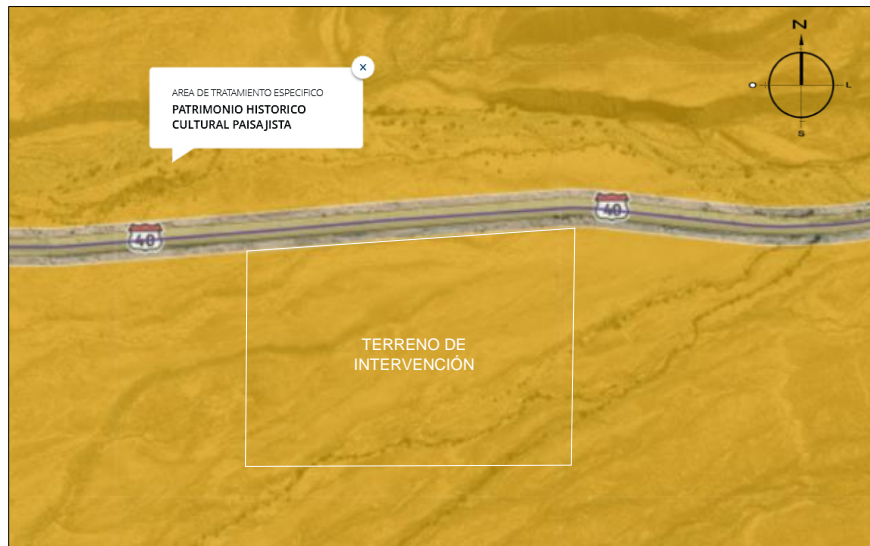 N
O
L
S
×
AREA DE TRATAMIENTO ESPECIFICO
PATRIMONIO HISTORICO
CULTURAL PAISAJISTA
40
40
TERRENO DE
INTERVENCIÓN